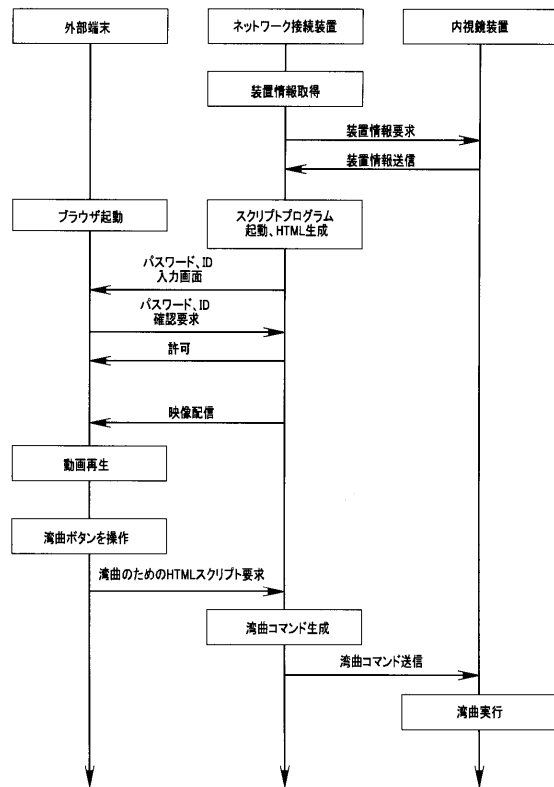 外部端末
ネットワーク接続装置
内視鏡装置
装置情報取得
装置情報要求
装置情報送信
ブラウザ起動
スクリプトプログラム
起動、HTML生成
パスワード、ID
入力画面
パスワード、ID
確認要求
許可
映像配信
動画再生
湾曲ボタンを操作
湾曲のためのHTMLスクリプト要求
湾曲コマンド生成
湾曲コマンド送信
湾曲実行